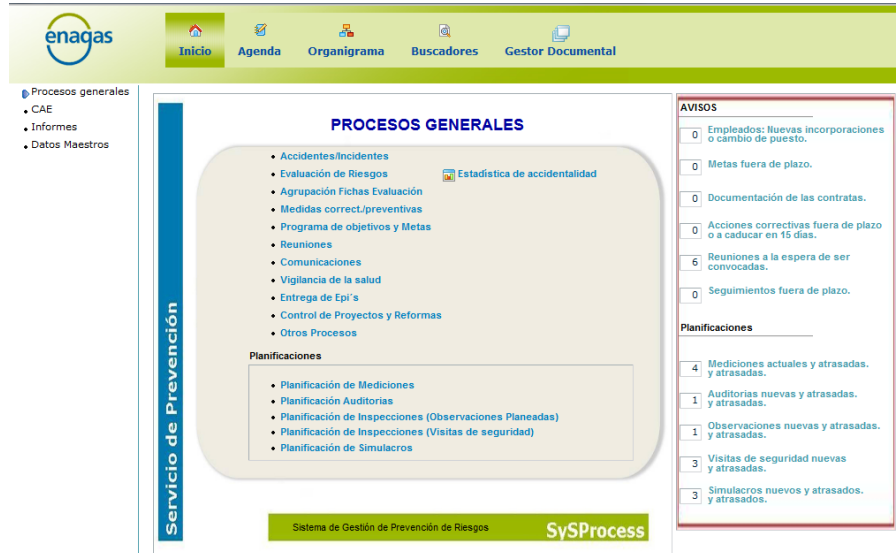 enagas
Inicio
Agenda
Organigrama
Buscadores
Gestor Documental
Procesos generales
CAE
Informes
Datos Maestros
Servicio de Prevención
PROCESOS GENERALES
Accidentes/Incidentes
Evaluación de Riesgos
Estadística de accidentalidad
Agrupación Fichas Evaluación
Medidas correct./preventivas
Programa de objetivos y Metas
Reuniones
Comunicaciones
Vigilancia de la salud
Entrega de Epi´s
Control de Proyectos y Reformas
Otros Procesos
Planificaciones
Planificación de Mediciones
Planificación Auditorias
Planificación de Inspecciones (Observaciones Planeadas)
Planificación de Inspecciones (Visitas de seguridad)
Planificación de Simulacros
Sistema de Gestión de Prevención de Riesgos
SySProcess
AVISOS
0 Empleados: Nuevas incorporaciones
o cambio de puesto.
0 Metas fuera de plazo.
0 Documentación de las contratas.
0 Acciones correctivas fuera de plazo
o a caducar en 15 días.
6 Reuniones a la espera de ser
convocadas.
0 Seguimientos fuera de plazo.
Planificaciones
4 Mediciones actuales y atrasadas.
y atrasadas.
1 Auditorias nuevas y atrasadas.
y atrasadas.
1 Observaciones nuevas y atrasadas.
y atrasadas.
3 Visitas de seguridad nuevas
y atrasadas.
3 Simulacros nuevos y atrasados.
y atrasados.